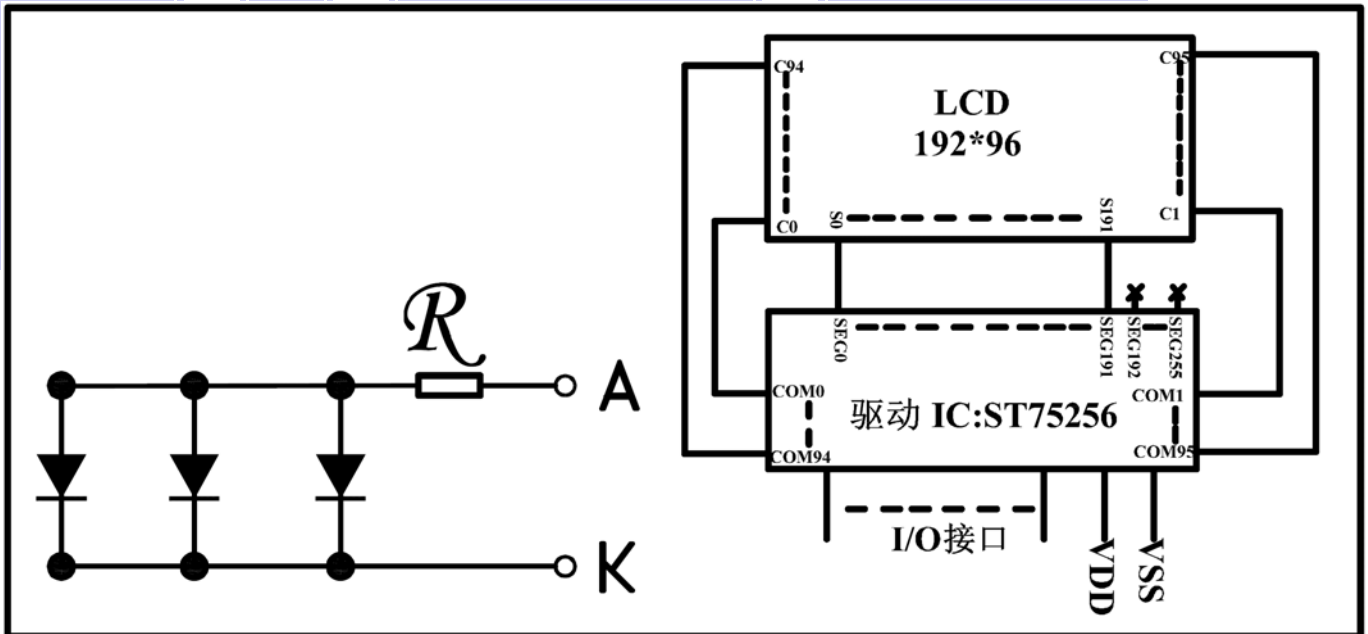 R
A
K
C94
C95
LCD
192*96
C0
S0
S191
C1
SEG0
SEG191
SEG192
SEG255
COM0
COM1
驱动 IC:ST75256
COM94
COM95
I/O接口
VDD
VSS